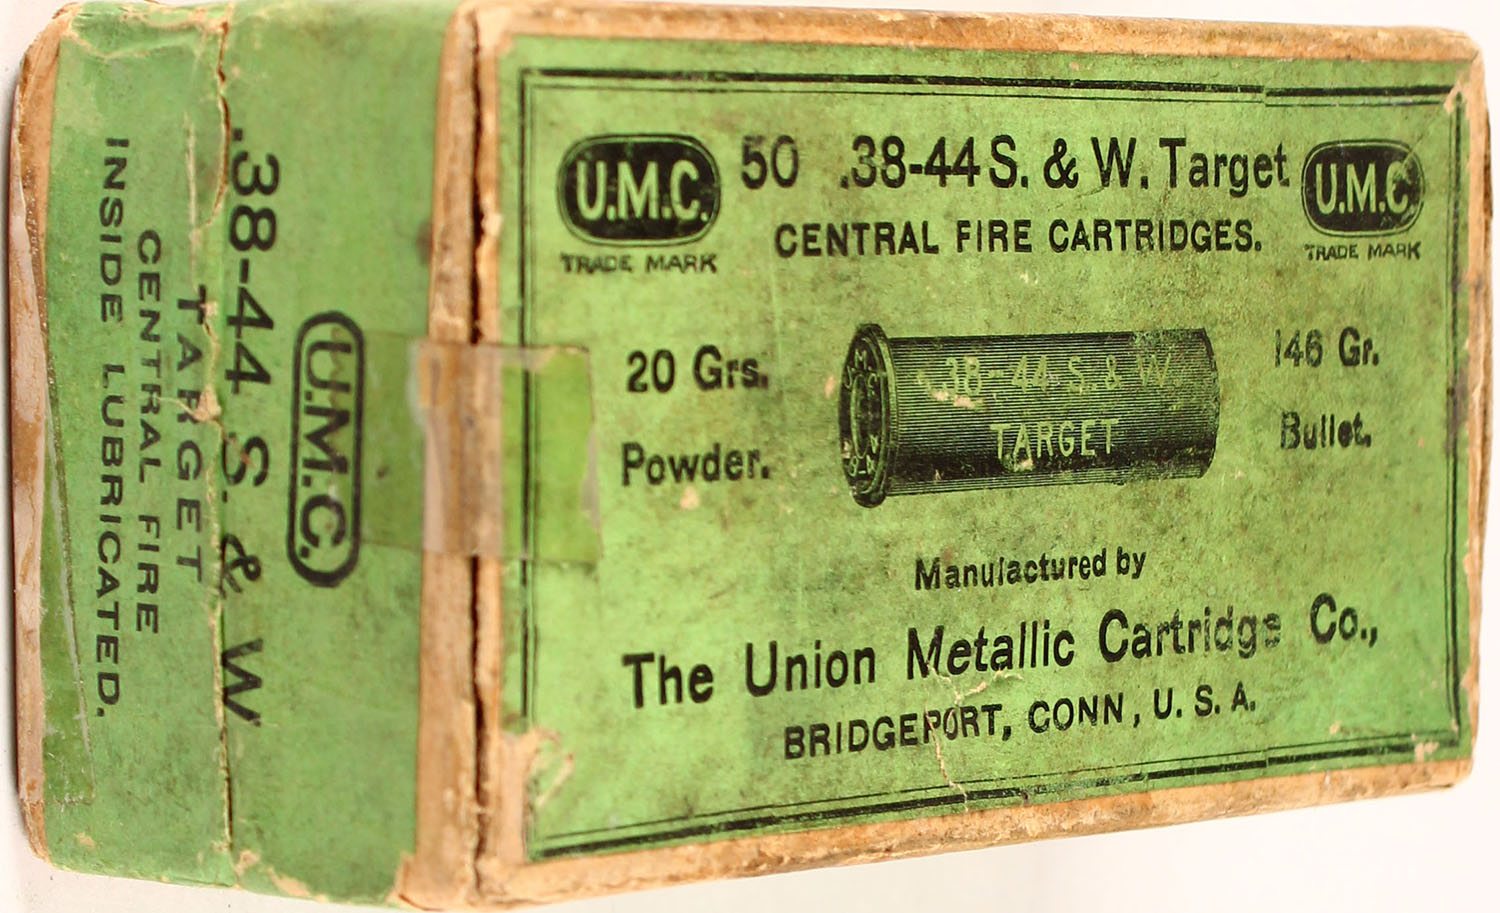 U.M.C. 50 .38-44 S. & W. Target U.M.C.
TRADE MARK CENTRAL FIRE CARTRIDGES. TRADE MARK
20 Grs. Powder.
.38-44 S. & W.
TARGET
146 Gr. Bullet.
Manufactured by
The Union Metallic Cartridge Co.,
BRIDGEPORT, CONN, U. S. A.
U.M.C.
.38-44 S. & W
TARGET
CENTRAL FIRE
INSIDE LUBRICATED.